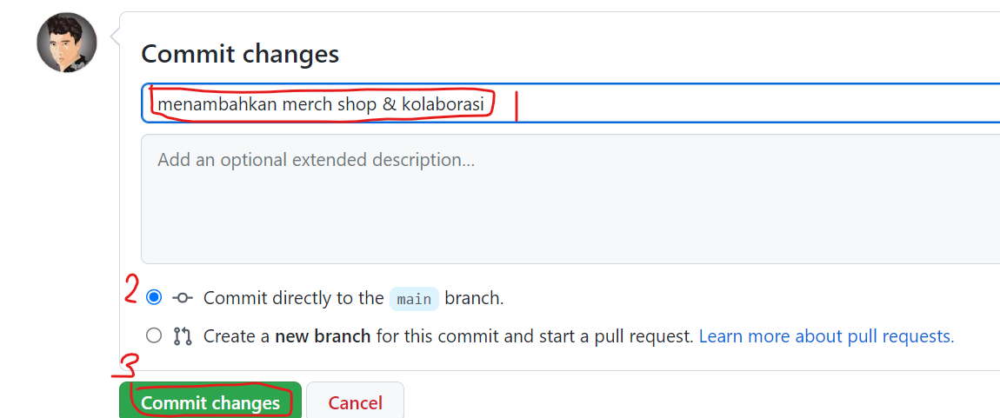 Commit changes
menambahkan merch shop & kolaborasi
1
Add an optional extended description...
2
Commit directly to the main branch.
Create a new branch for this commit and start a pull request. Learn more about pull requests.
3
Commit changes
Cancel